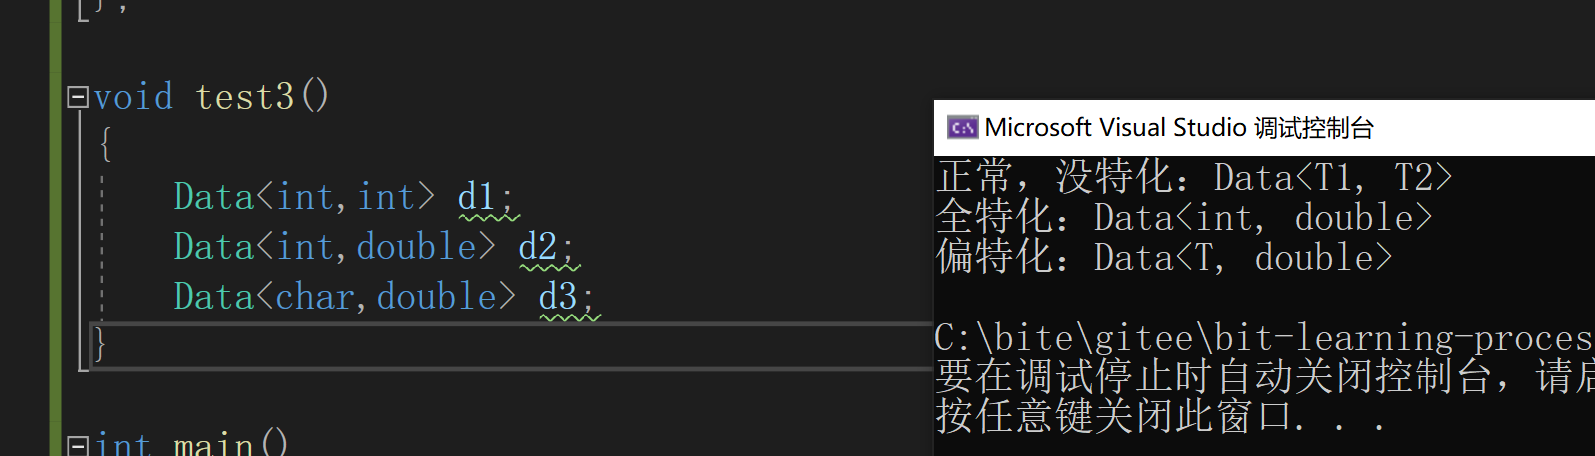 };
void test3()
{
Data<int,int> d1;
Data<int,double> d2;
Data<char,double> d3;
}
int main()
Microsoft Visual Studio 调试控制台
正常，没特化：Data<T1, T2>
全特化：Data<int, double>
偏特化：Data<T, double>
C:\bite\gitee\bit-learning-proces
要在调试停止时自动关闭控制台，请启
按任意键关闭此窗口. . .